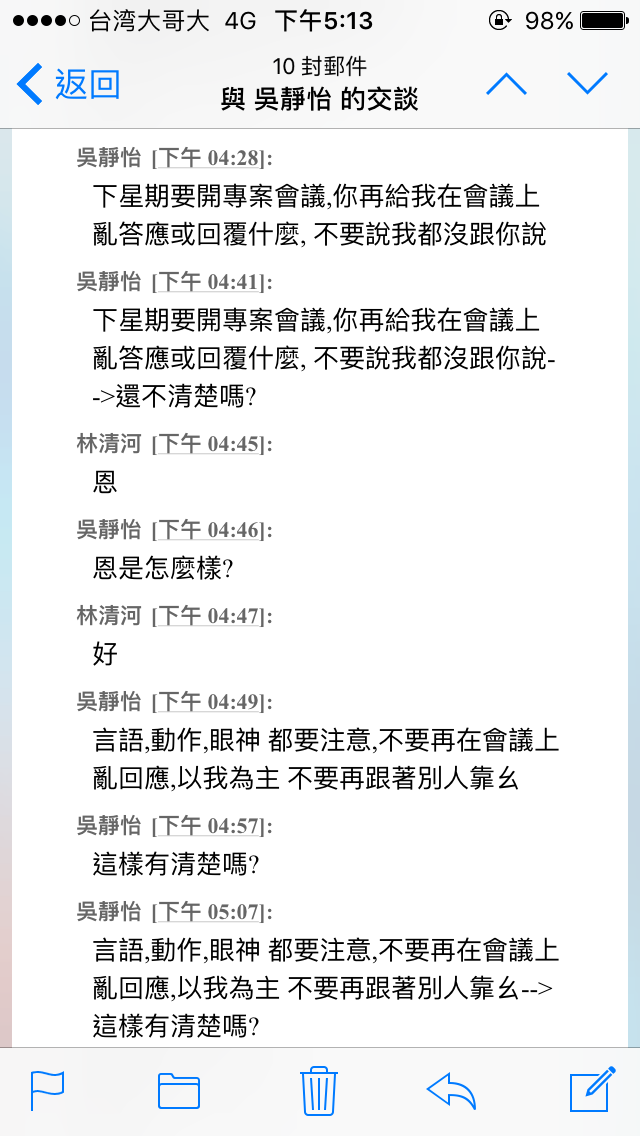 台湾大哥大 4G 下午5:13 98%
返回
10 封郵件
與 吳靜怡 的交談
吳靜怡 [下午 04:28]:
下星期要開專案會議,你再給我在會議上
亂答應或回覆什麼, 不要說我都沒跟你說
吳靜怡 [下午 04:41]:
下星期要開專案會議,你再給我在會議上
亂答應或回覆什麼, 不要說我都沒跟你說-
->還不清楚嗎?
林清河 [下午 04:45]:
恩
吳靜怡 [下午 04:46]:
恩是怎麼樣?
林清河 [下午 04:47]:
好
吳靜怡 [下午 04:49]:
言語,動作,眼神 都要注意,不要再在會議上
亂回應,以我為主 不要再跟著別人靠ㄠ
吳靜怡 [下午 04:57]:
這樣有清楚嗎?
吳靜怡 [下午 05:07]:
言語,動作,眼神 都要注意,不要再在會議上
亂回應,以我為主 不要再跟著別人靠ㄠ-->
這樣有清楚嗎?